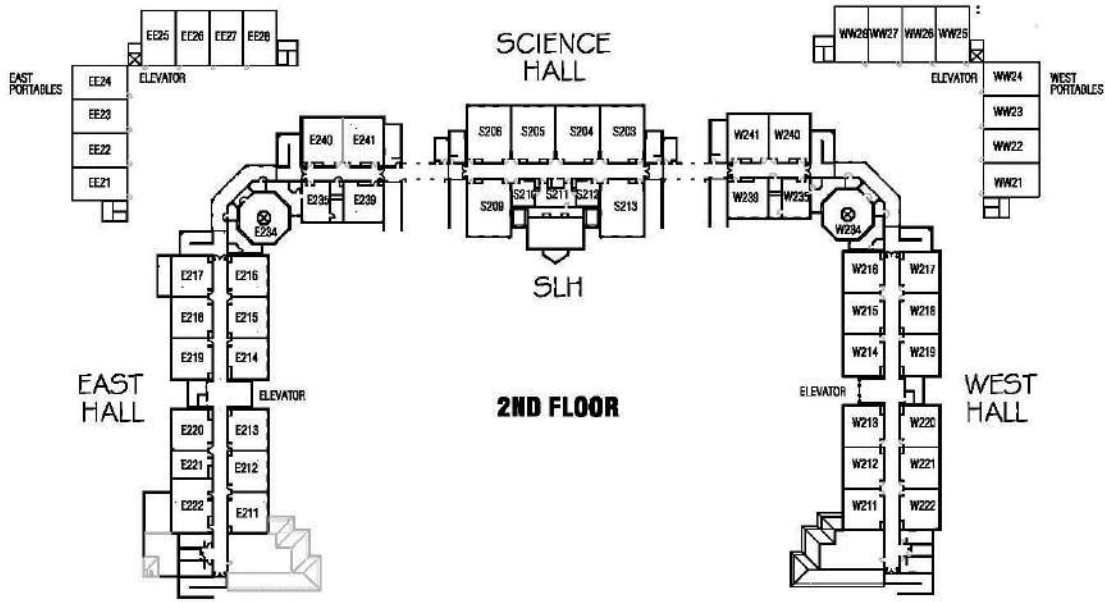 EE25 EE26 EE27 EE28
WW28 WW27 WW26 WW25
SCIENCE
HALL
EAST
PORTABLES
EE24
ELEVATOR
ELEVATOR
WW24
WEST
PORTABLES
EE23
WW23
EE22
WW22
EE21
WW21
E240 E241
S206 S205 S204 S203
W241 W240
E235 E239
S209 S210 S211 S212 S213
W239 W235
E234
W234
SLH
E217 E216
W216 W217
E218 E215
W215 W218
E219 E214
W214 W219
EAST
HALL
ELEVATOR
2ND FLOOR
ELEVATOR
WEST
HALL
E220 E213
W213 W220
E221 E212
W212 W221
E222 E211
W211 W222